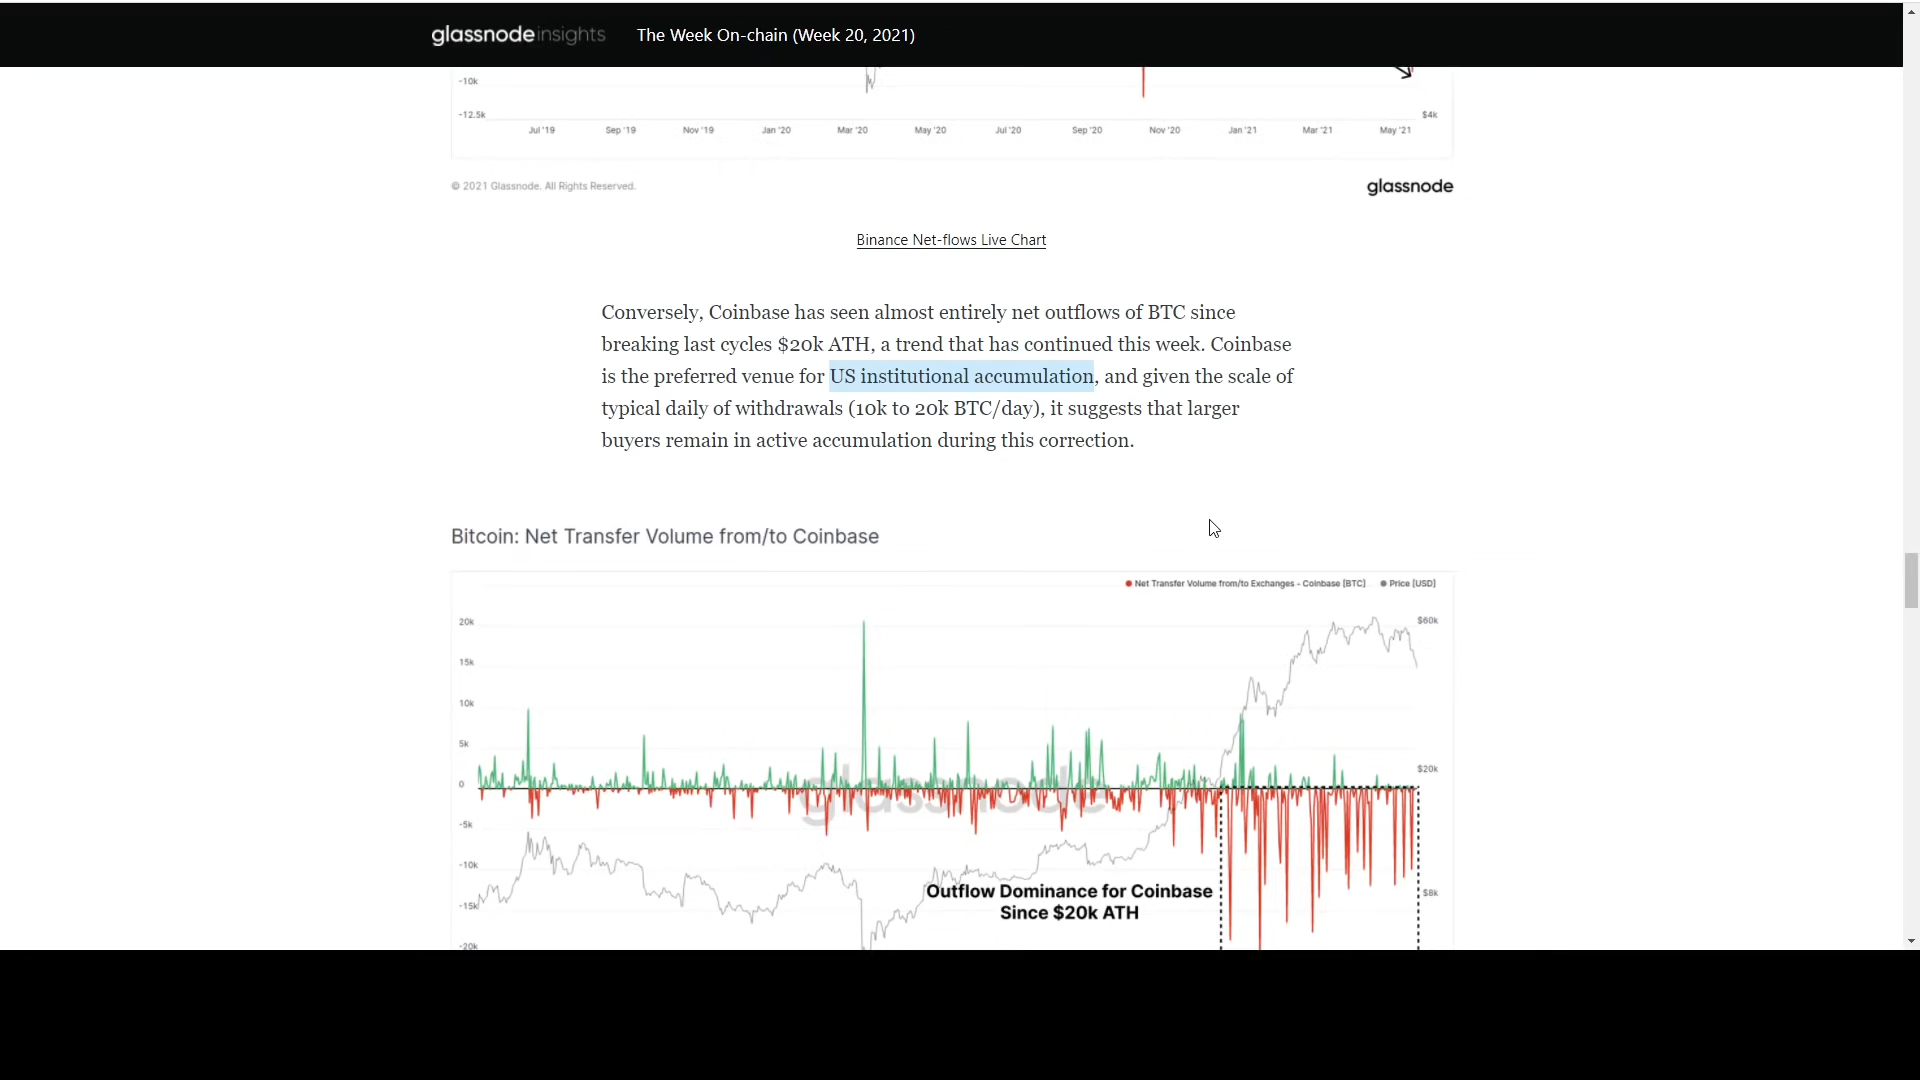 glassnode insights The Week On-chain (Week 20, 2021)
-10k
-12.5k $4k
Jul '19 Sep '19 Nov '19 Jan '20 Mar '20 May '20 Jul '20 Sep '20 Nov '20 Jan '21 Mar '21 May '21
© 2021 Glassnode. All Rights Reserved. glassnode
Binance Net-flows Live Chart
Conversely, Coinbase has seen almost entirely net outflows of BTC since
breaking last cycles $20k ATH, a trend that has continued this week. Coinbase
is the preferred venue for US institutional accumulation, and given the scale of
typical daily of withdrawals (10k to 20k BTC/day), it suggests that larger
buyers remain in active accumulation during this correction.
Bitcoin: Net Transfer Volume from/to Coinbase
Net Transfer Volume from/to Exchanges - Coinbase [BTC] Price [USD]
20k $60k
15k
10k
5k
0 $20k
glassnode
-5k
-10k
Outflow Dominance for Coinbase $8k
-15k
Since $20k ATH
-20k